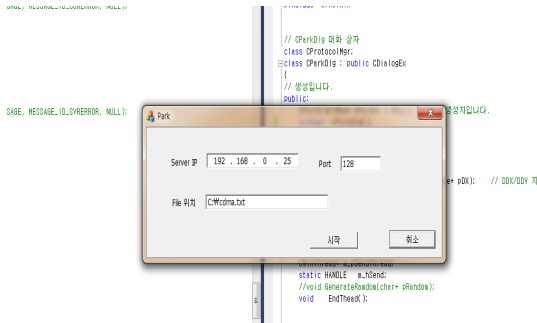 SAGE, MESSAGE_ID_SVRERROR, NULL);
// CParkDlg 대화 상자
class CProtocolMgr;
class CParkDlg : public CDialogEx
{
// 생성입니다.
public:
SAGE, MESSAGE_ID_SVRERROR, NULL);
생성자입니다.
Park
Server IP
192 . 168 . 0 . 25
Port
128
e* pDX); // DDX/DDV 지
File 위치
C:₩cdma.txt
시작
취소
static HANDLE m_hSend;
//void GenerateRamdom(char* pRandom);
void EndThead();